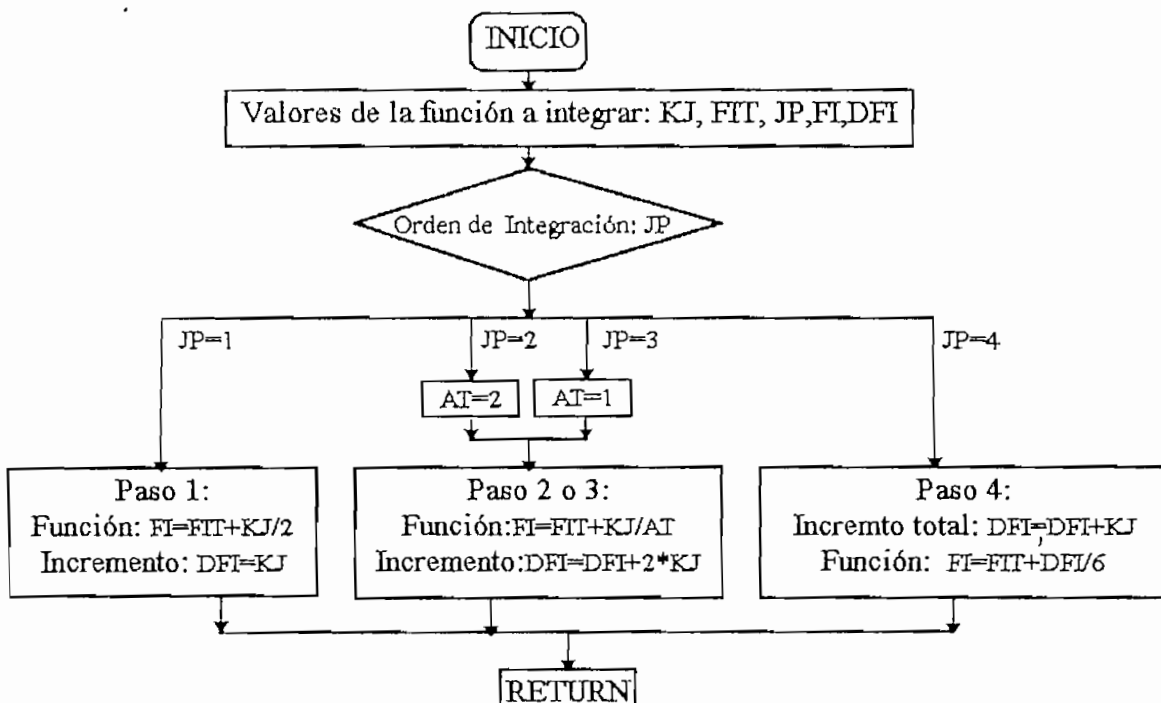 INICIO
Valores de la función a integrar: KJ, FIT, JP,FI,DFI
Orden de Integración: JP
JP=1
JP=2
JP=3
JP=4
AT=2
AT=1
Paso 1:
Función: FI=FIT+KJ/2
Incremento: DFI=KJ
Paso 2 o 3:
Función:FI=FIT+KJ/AT
Incremento:DFI=DFI+2*KJ
Paso 4:
Incremto total: DFI=DFI+KJ
Función: FI=FIT+DFI/6
RETURN